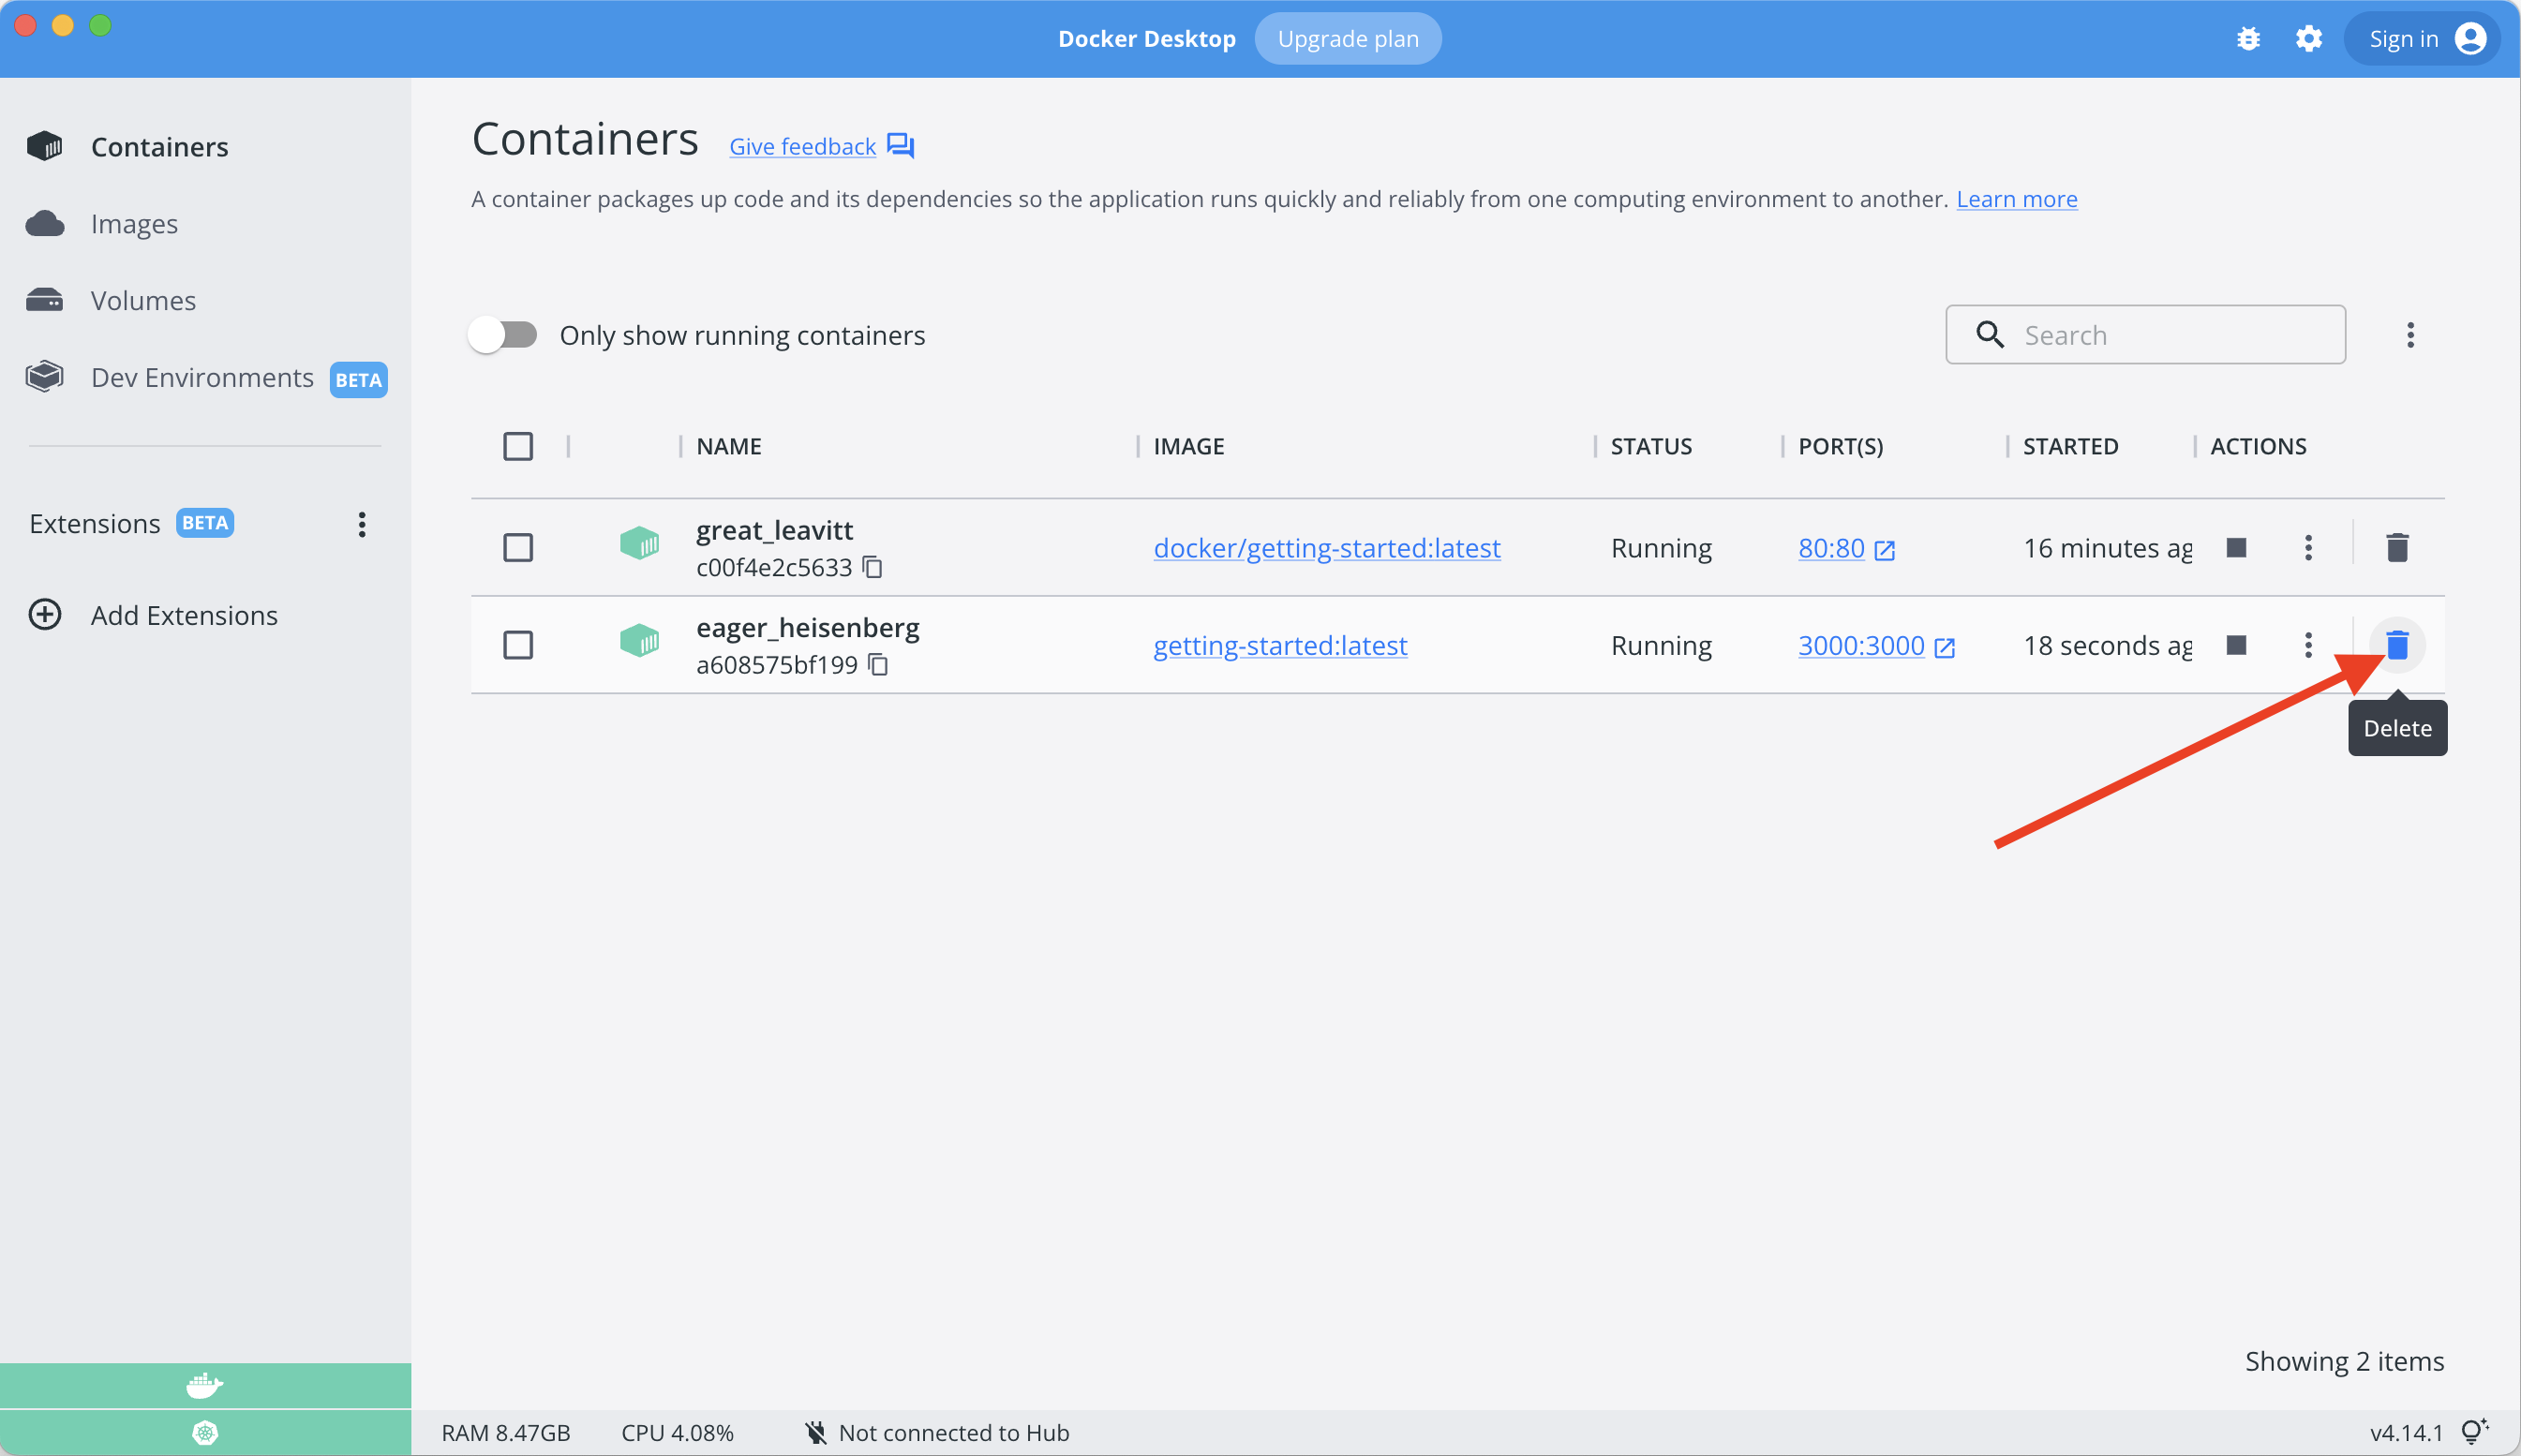 Docker Desktop
Upgrade plan
Sign in
Containers
Images
Volumes
Dev Environments BETA
Extensions BETA
Add Extensions
Containers
Give feedback
A container packages up code and its dependencies so the application runs quickly and reliably from one computing environment to another. Learn more
Only show running containers
Search
NAME IMAGE STATUS PORT(S) STARTED ACTIONS
great_leavitt
c00f4e2c5633
docker/getting-started:latest
Running
80:80
16 minutes ag
eager_heisenberg
a608575bf199
getting-started:latest
Running
3000:3000
18 seconds ag
Delete
Showing 2 items
RAM 8.47GB CPU 4.08% Not connected to Hub
v4.14.1